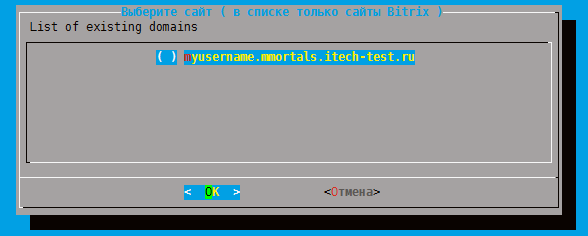 Выберите сайт ( в списке только сайты Bitrix )
List of existing domains
( ) myusername.mmortals.itech-test.ru
< OK > <Отмена>